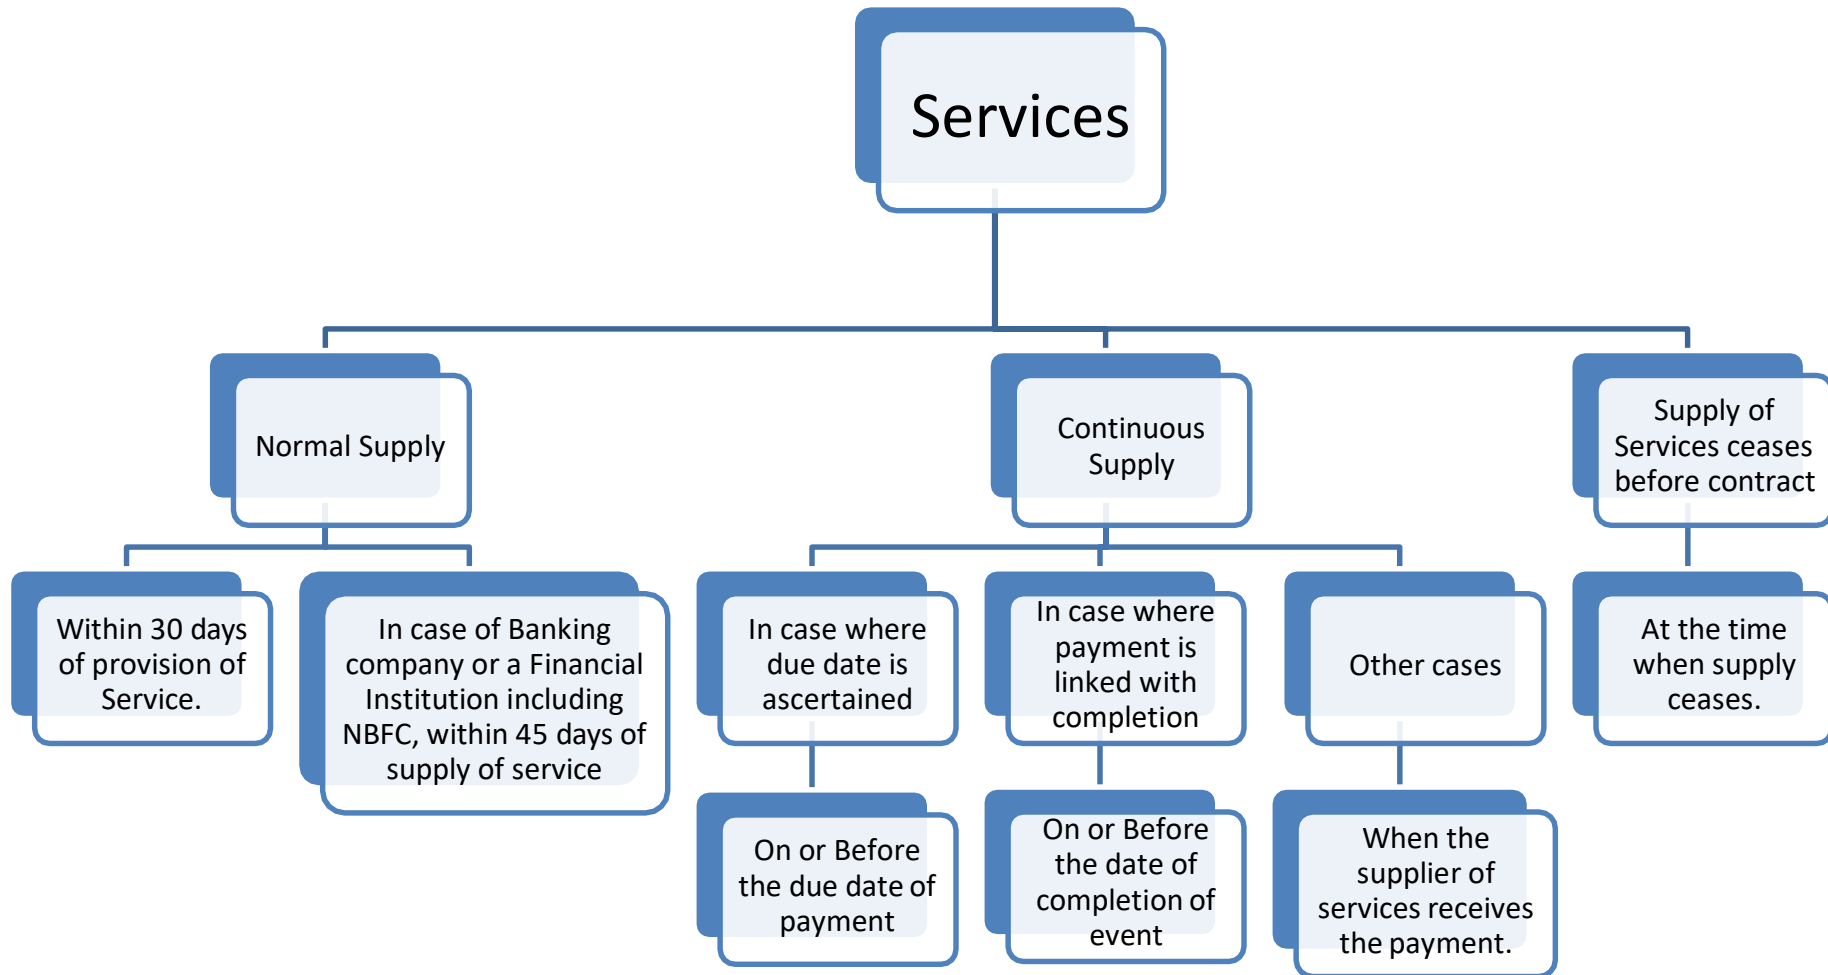 Services
Normal Supply
Continuous
Supply
Supply of
Services ceases
before contract
Within 30 days
of provision of
Service.
In case of Banking
company or a Financial
Institution including
NBFC, within 45 days of
supply of service
In case where
due date is
ascertained
In case where
payment is
linked with
completion
Other cases
At the time
when supply
ceases.
On or Before
the due date of
payment
On or Before
the date of
completion of
event
When the
supplier of
services receives
the payment.